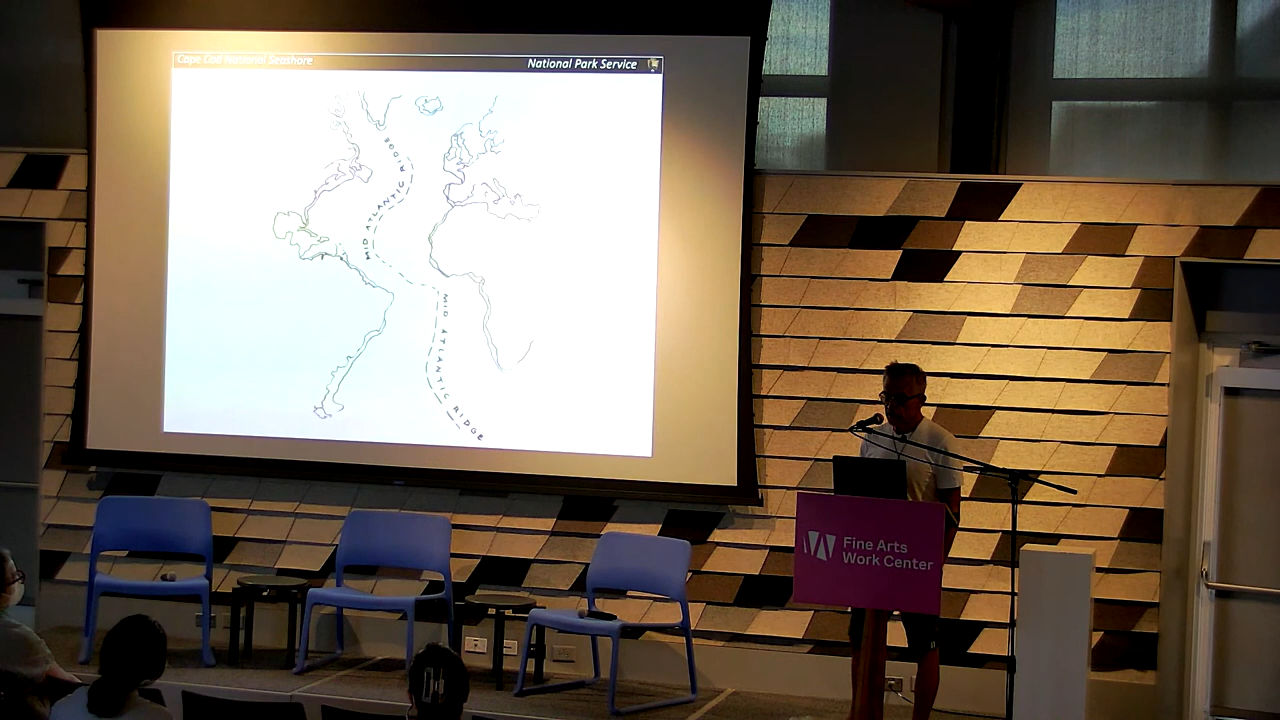 Cape Cod National Seashore
National Park Service
MID ATLANTIC RIDGE
MID ATLANTIC RIDGE
Fine Arts
Work Center